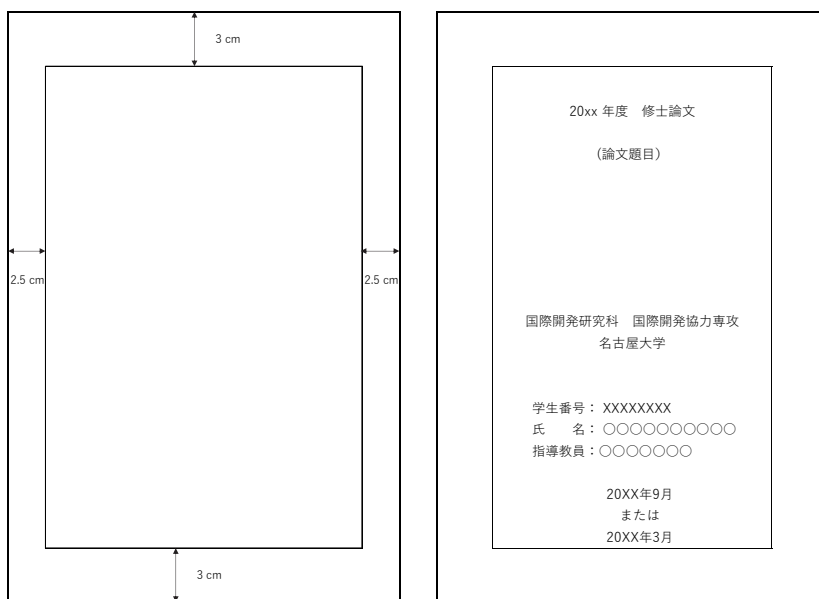 3 cm
2.5 cm
2.5 cm
3 cm
20xx 年度　修士論文
（論文題目）
国際開発研究科　国際開発協力専攻
名古屋大学
学生番号： XXXXXXXX
氏　　名： 〇〇〇〇〇〇〇〇〇〇
指導教員：〇〇〇〇〇〇〇
20XX年9月
または
20XX年3月